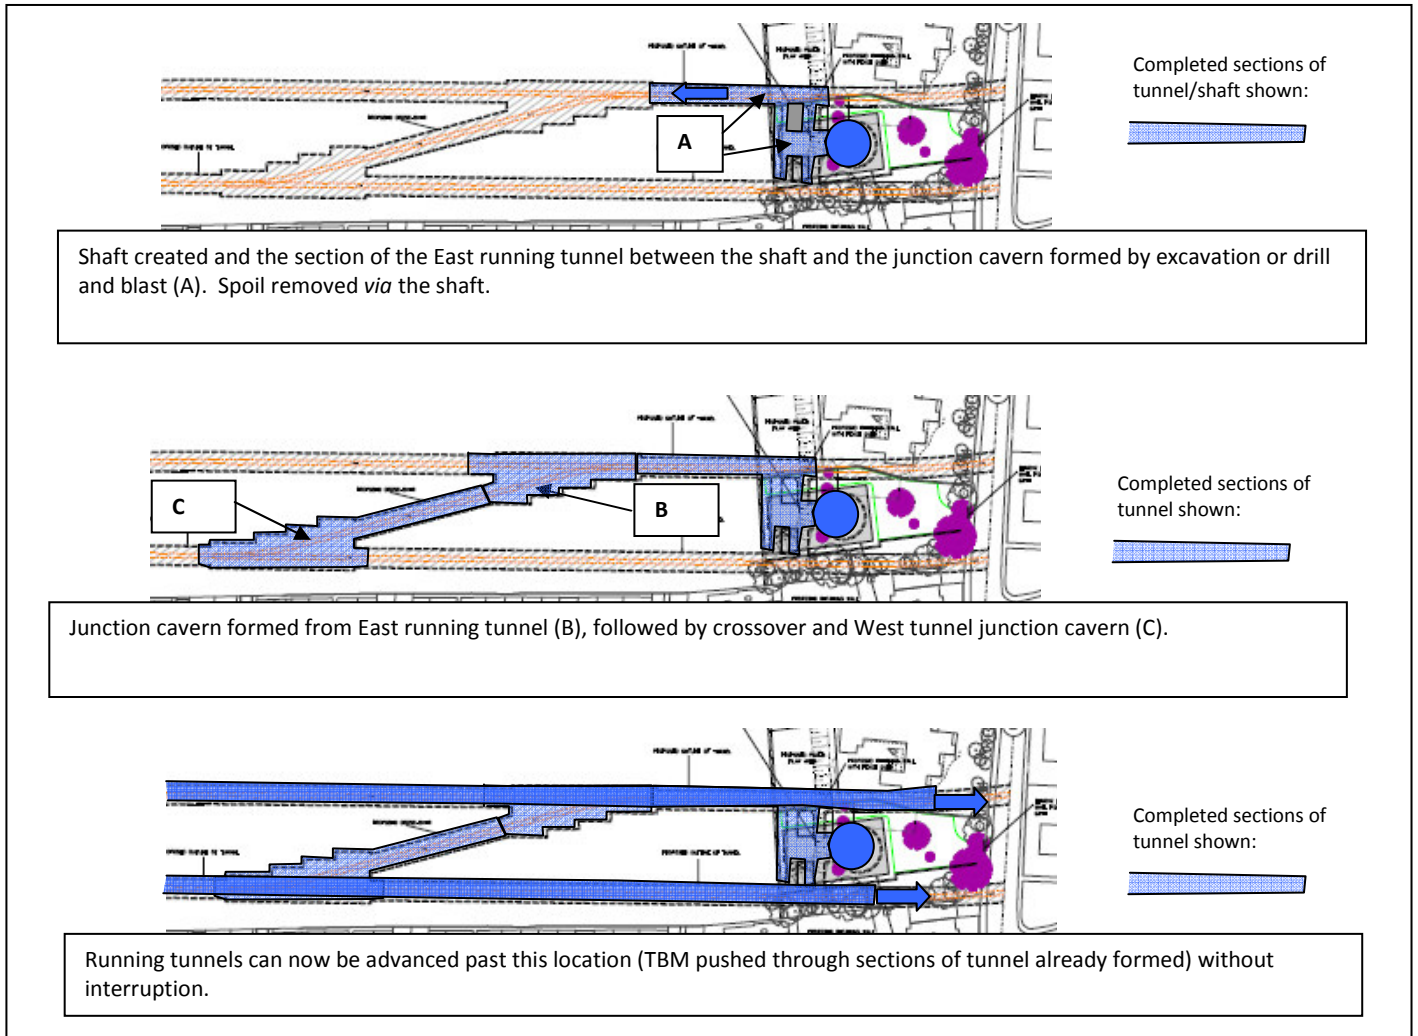 Completed sections of
tunnel/shaft shown:
A
Shaft created and the section of the East running tunnel between the shaft and the junction cavern formed by excavation or drill
and blast (A).  Spoil removed via the shaft.
C
B
Completed sections of
tunnel shown:
Junction cavern formed from East running tunnel (B), followed by crossover and West tunnel junction cavern (C).
PROPOSED OUTLINE OF TUNNEL
Completed sections of
tunnel shown:
Running tunnels can now be advanced past this location (TBM pushed through sections of tunnel already formed) without
interruption.